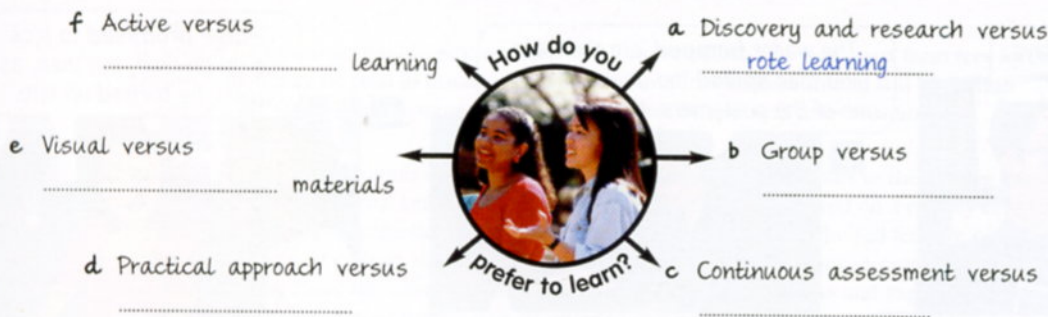 f Active versus
.......................................... learning
e Visual versus
.......................................... materials
d Practical approach versus
..........................................
How do you
prefer to learn?
a Discovery and research versus
rote learning
b Group versus
..........................................
c Continuous assessment versus
..........................................